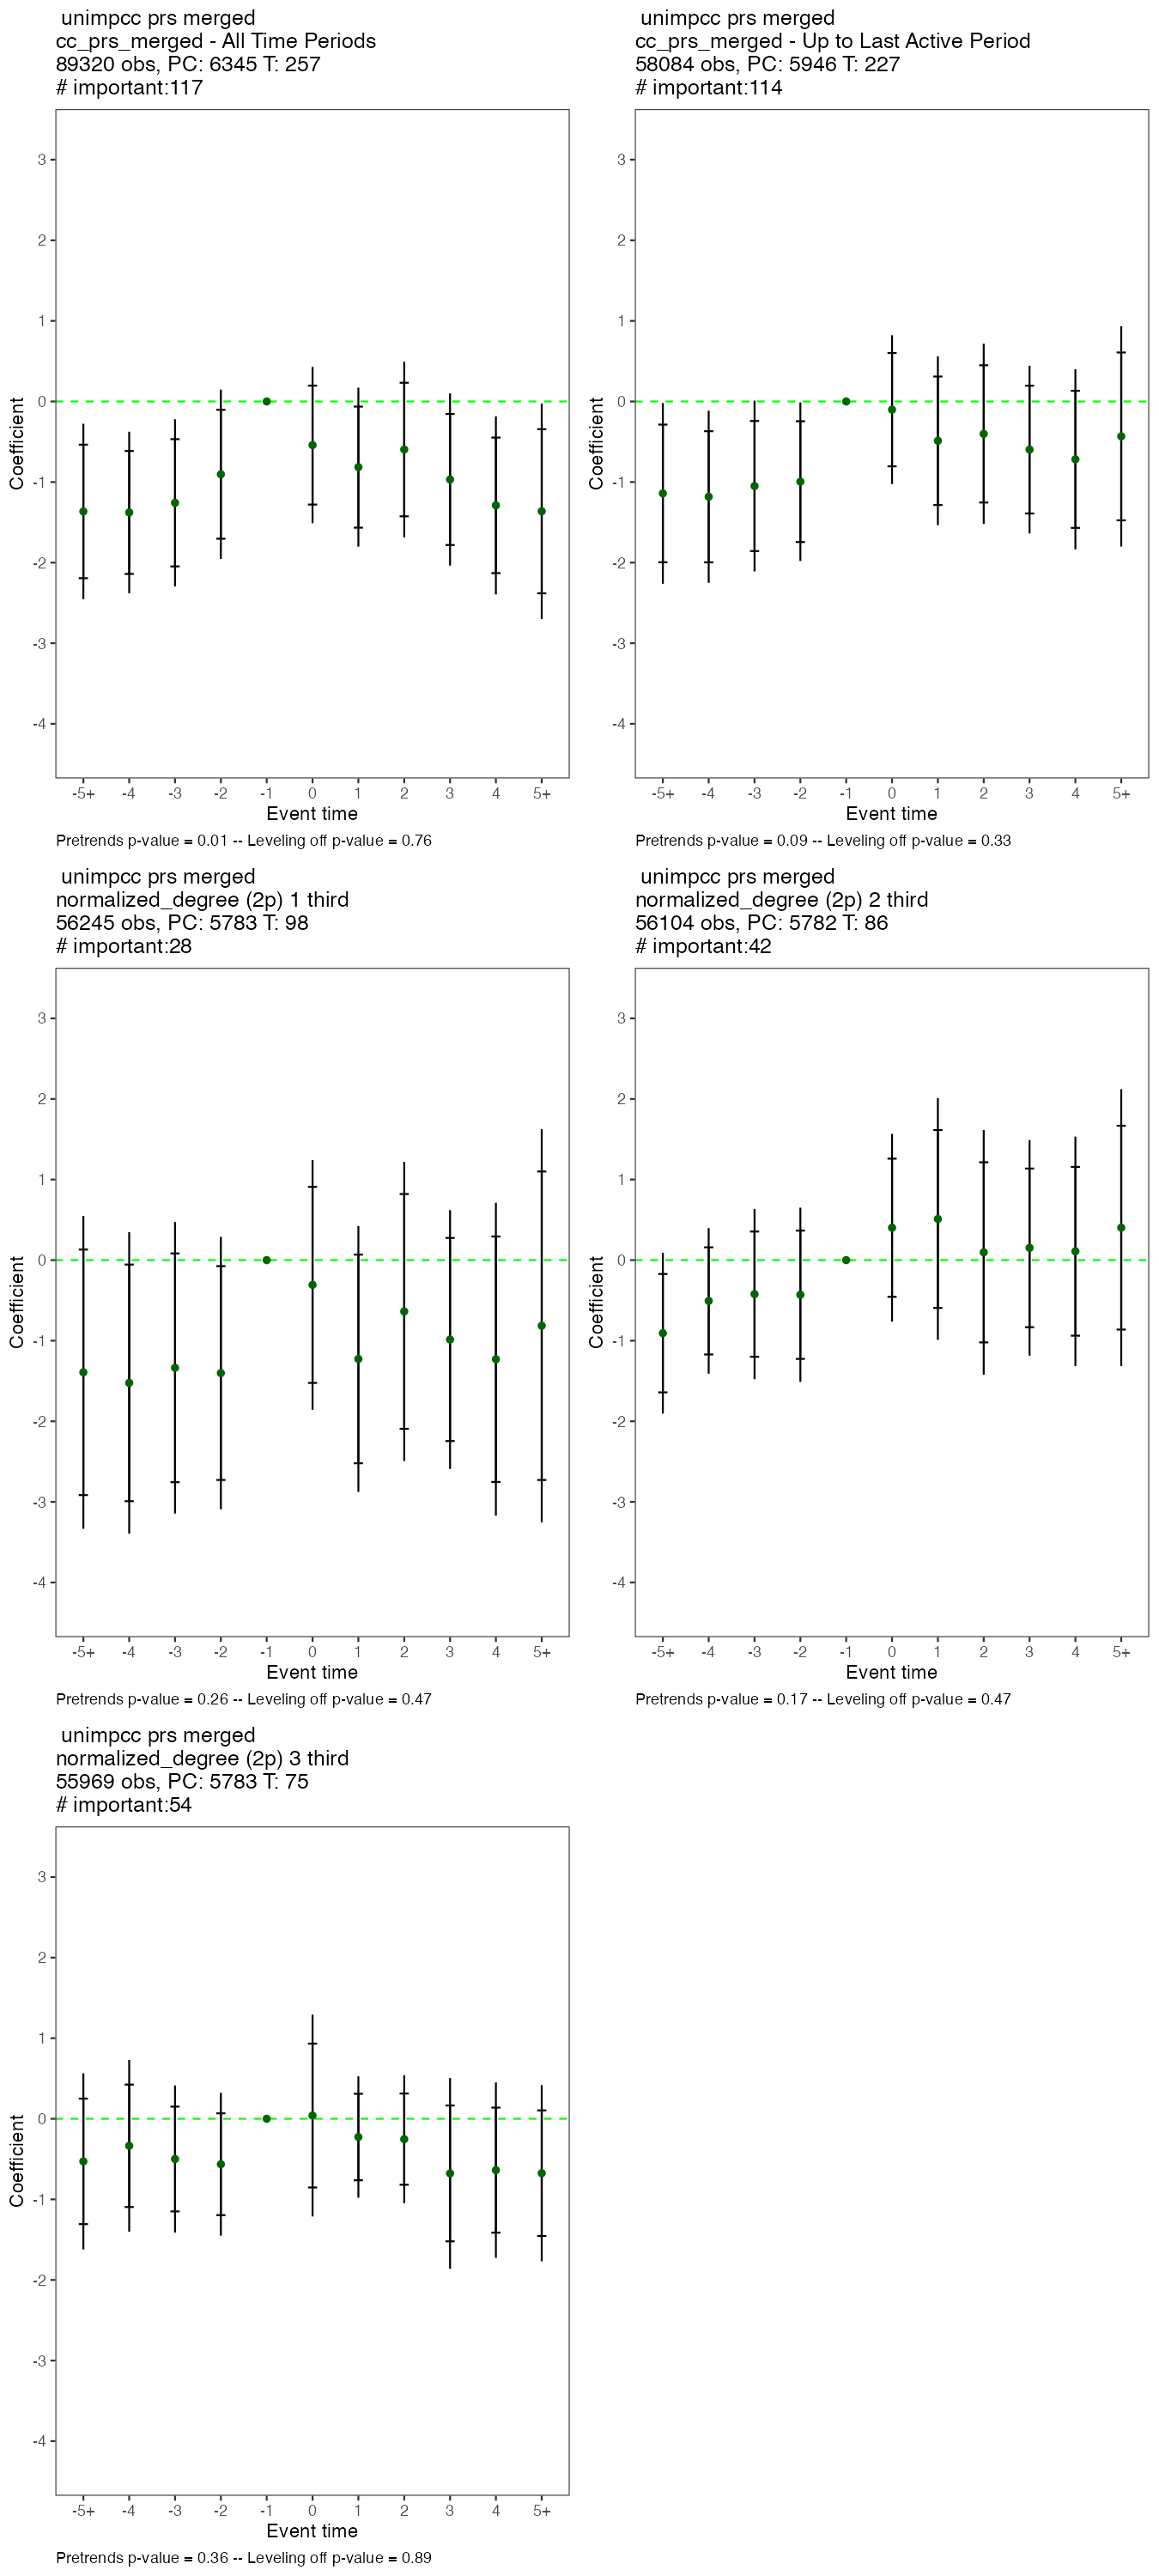 unimpcc prs merged
cc_prs_merged - All Time Periods
89320 obs, PC: 6345 T: 257
# important:117
3
2
1
0
-1
-2
-3
-4
Coefficient
-5+ -4 -3 -2 -1 0 1 2 3 4 5+
Event time
Pretrends p-value = 0.01 -- Leveling off p-value = 0.76
unimpcc prs merged
cc_prs_merged - Up to Last Active Period
58084 obs, PC: 5946 T: 227
# important:114
3
2
1
0
-1
-2
-3
-4
Coefficient
-5+ -4 -3 -2 -1 0 1 2 3 4 5+
Event time
Pretrends p-value = 0.09 -- Leveling off p-value = 0.33
unimpcc prs merged
normalized_degree (2p) 1 third
56245 obs, PC: 5783 T: 98
# important:28
3
2
1
0
-1
-2
-3
-4
Coefficient
-5+ -4 -3 -2 -1 0 1 2 3 4 5+
Event time
Pretrends p-value = 0.26 -- Leveling off p-value = 0.47
unimpcc prs merged
normalized_degree (2p) 2 third
56104 obs, PC: 5782 T: 86
# important:42
3
2
1
0
-1
-2
-3
-4
Coefficient
-5+ -4 -3 -2 -1 0 1 2 3 4 5+
Event time
Pretrends p-value = 0.17 -- Leveling off p-value = 0.47
unimpcc prs merged
normalized_degree (2p) 3 third
55969 obs, PC: 5783 T: 75
# important:54
3
2
1
0
-1
-2
-3
-4
Coefficient
-5+ -4 -3 -2 -1 0 1 2 3 4 5+
Event time
Pretrends p-value = 0.36 -- Leveling off p-value = 0.89